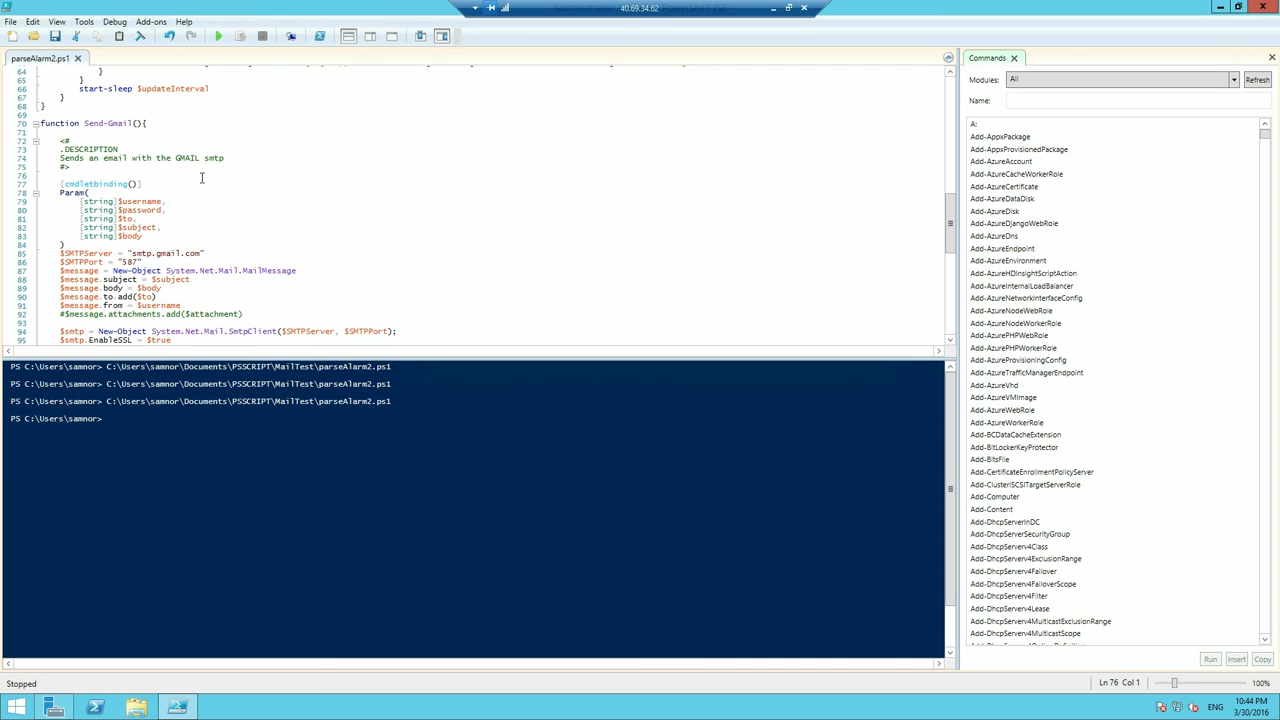 40.69.34.62
File Edit View Tools Debug Add-ons Help
parseAlarm2.ps1
64 }
65 }
66 start-sleep $updateInterval
67 }
68 }
69
70 function Send-Gmail(){
71
72 <#
73 .DESCRIPTION
74 Sends an email with the GMAIL smtp
75 #>
76
77 [cmdletbinding()]
78 Param(
79 [string]$username,
80 [string]$password,
81 [string]$to,
82 [string]$subject,
83 [string]$body
84 )
85 $SMTPServer = "smtp.gmail.com"
86 $SMTPPort = "587"
87 $message = New-Object System.Net.Mail.MailMessage
88 $message.subject = $subject
89 $message.body = $body
90 $message.to.add($to)
91 $message.from = $username
92 #$message.attachments.add($attachment)
93
94 $smtp = New-Object System.Net.Mail.SmtpClient($SMTPServer, $SMTPPort);
95 $smtp.EnableSSL = $true
PS C:\Users\samnor> C:\Users\samnor\Documents\PSSCRIPT\MailTest\parseAlarm2.ps1
PS C:\Users\samnor> C:\Users\samnor\Documents\PSSCRIPT\MailTest\parseAlarm2.ps1
PS C:\Users\samnor> C:\Users\samnor\Documents\PSSCRIPT\MailTest\parseAlarm2.ps1
PS C:\Users\samnor>
Commands
Modules: All Refresh
Name:
A:
Add-AppxPackage
Add-AppxProvisionedPackage
Add-AzureAccount
Add-AzureCacheWorkerRole
Add-AzureCertificate
Add-AzureDataDisk
Add-AzureDisk
Add-AzureDjangoWebRole
Add-AzureDns
Add-AzureEndpoint
Add-AzureEnvironment
Add-AzureHDInsightScriptAction
Add-AzureInternalLoadBalancer
Add-AzureNetworkInterfaceConfig
Add-AzureNodeWebRole
Add-AzureNodeWorkerRole
Add-AzurePHPWebRole
Add-AzurePHPWorkerRole
Add-AzureProvisioningConfig
Add-AzureTrafficManagerEndpoint
Add-AzureVhd
Add-AzureVMImage
Add-AzureWebRole
Add-AzureWorkerRole
Add-BCDataCacheExtension
Add-BitLockerKeyProtector
Add-BitsFile
Add-CertificateEnrollmentPolicyServer
Add-ClusteriSCSITargetServerRole
Add-Computer
Add-Content
Add-DhcpServerInDC
Add-DhcpServerSecurityGroup
Add-DhcpServerv4Class
Add-DhcpServerv4ExclusionRange
Add-DhcpServerv4Failover
Add-DhcpServerv4FailoverScope
Add-DhcpServerv4Filter
Add-DhcpServerv4Lease
Add-DhcpServerv4MulticastExclusionRange
Add-DhcpServerv4MulticastScope
Run Insert Copy
Stopped
Ln 76 Col 1 100%
ENG
10:44 PM
3/30/2016